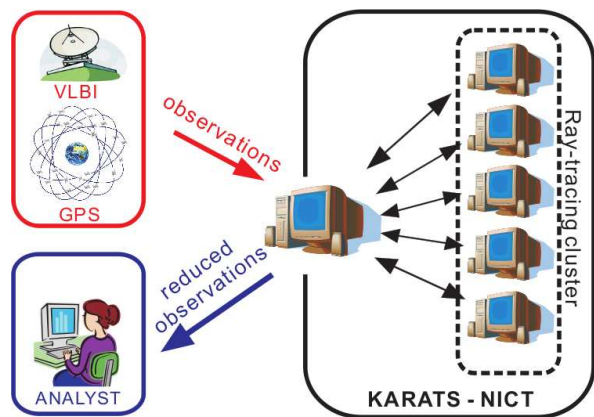 VLBI
GPS
observations
reduced
observations
ANALYST
Ray-tracing cluster
KARATS - NICT